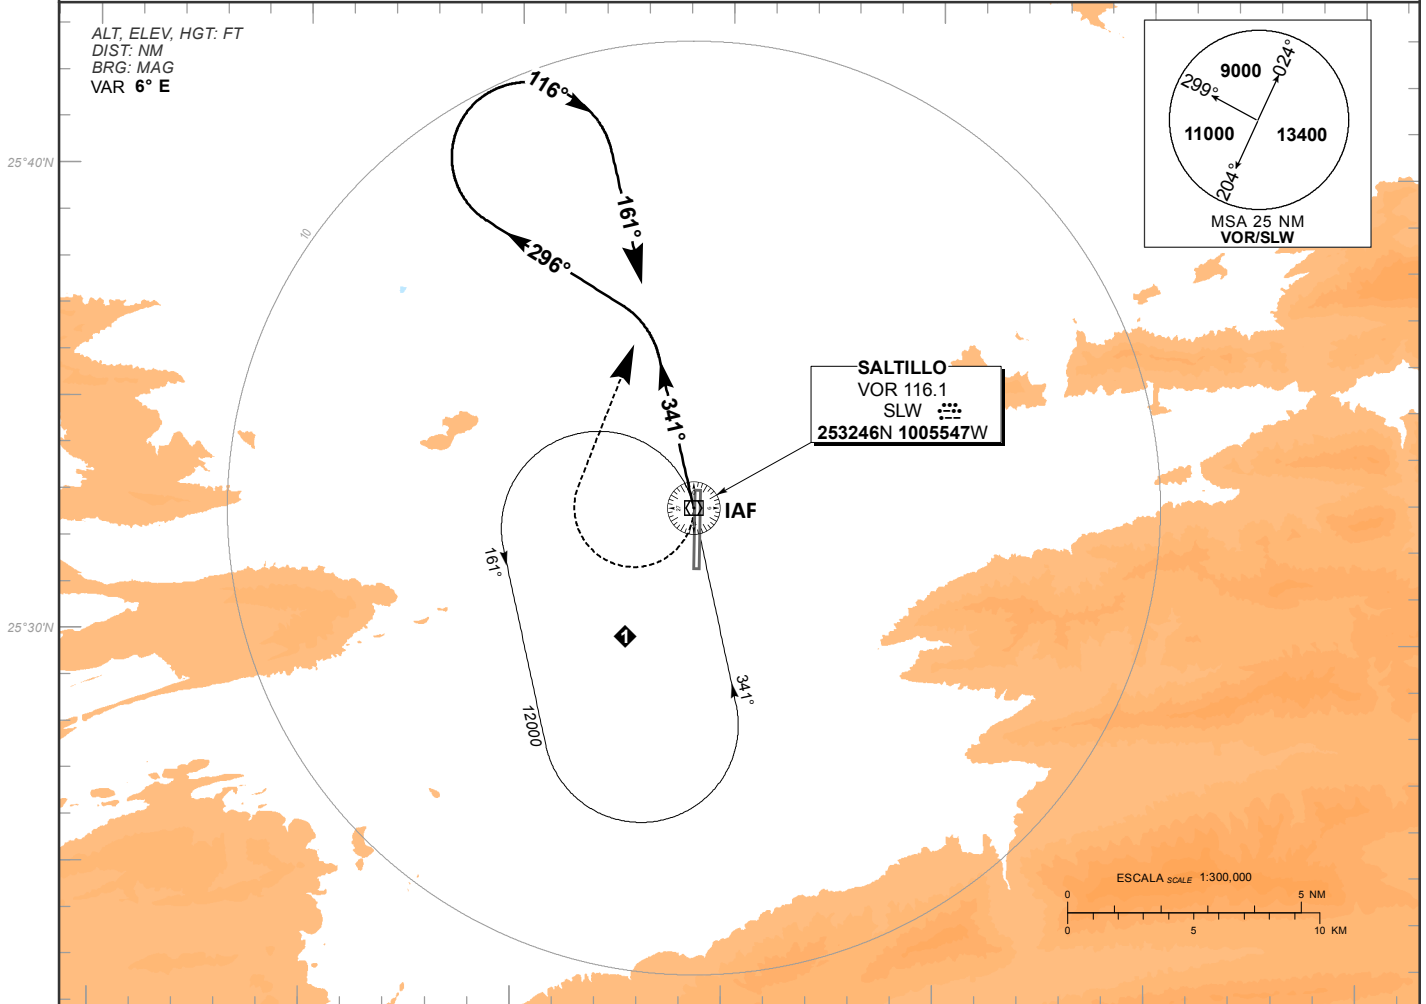 ALT, ELEV, HGT: FT
DIST: NM
BRG: MAG
VAR 6° E
116°
024°
9000
299°
11000
13400
204°
MSA 25 NM
VOR/SLW
25°40'N
161°
10
296°
SALTILLO
VOR 116.1
SLW
253246N 1005547W
341°
IAF
161°
25°30'N
1
341°
12000
ESCALA SCALE 1:300,000
0 5 NM
0 5 10 KM